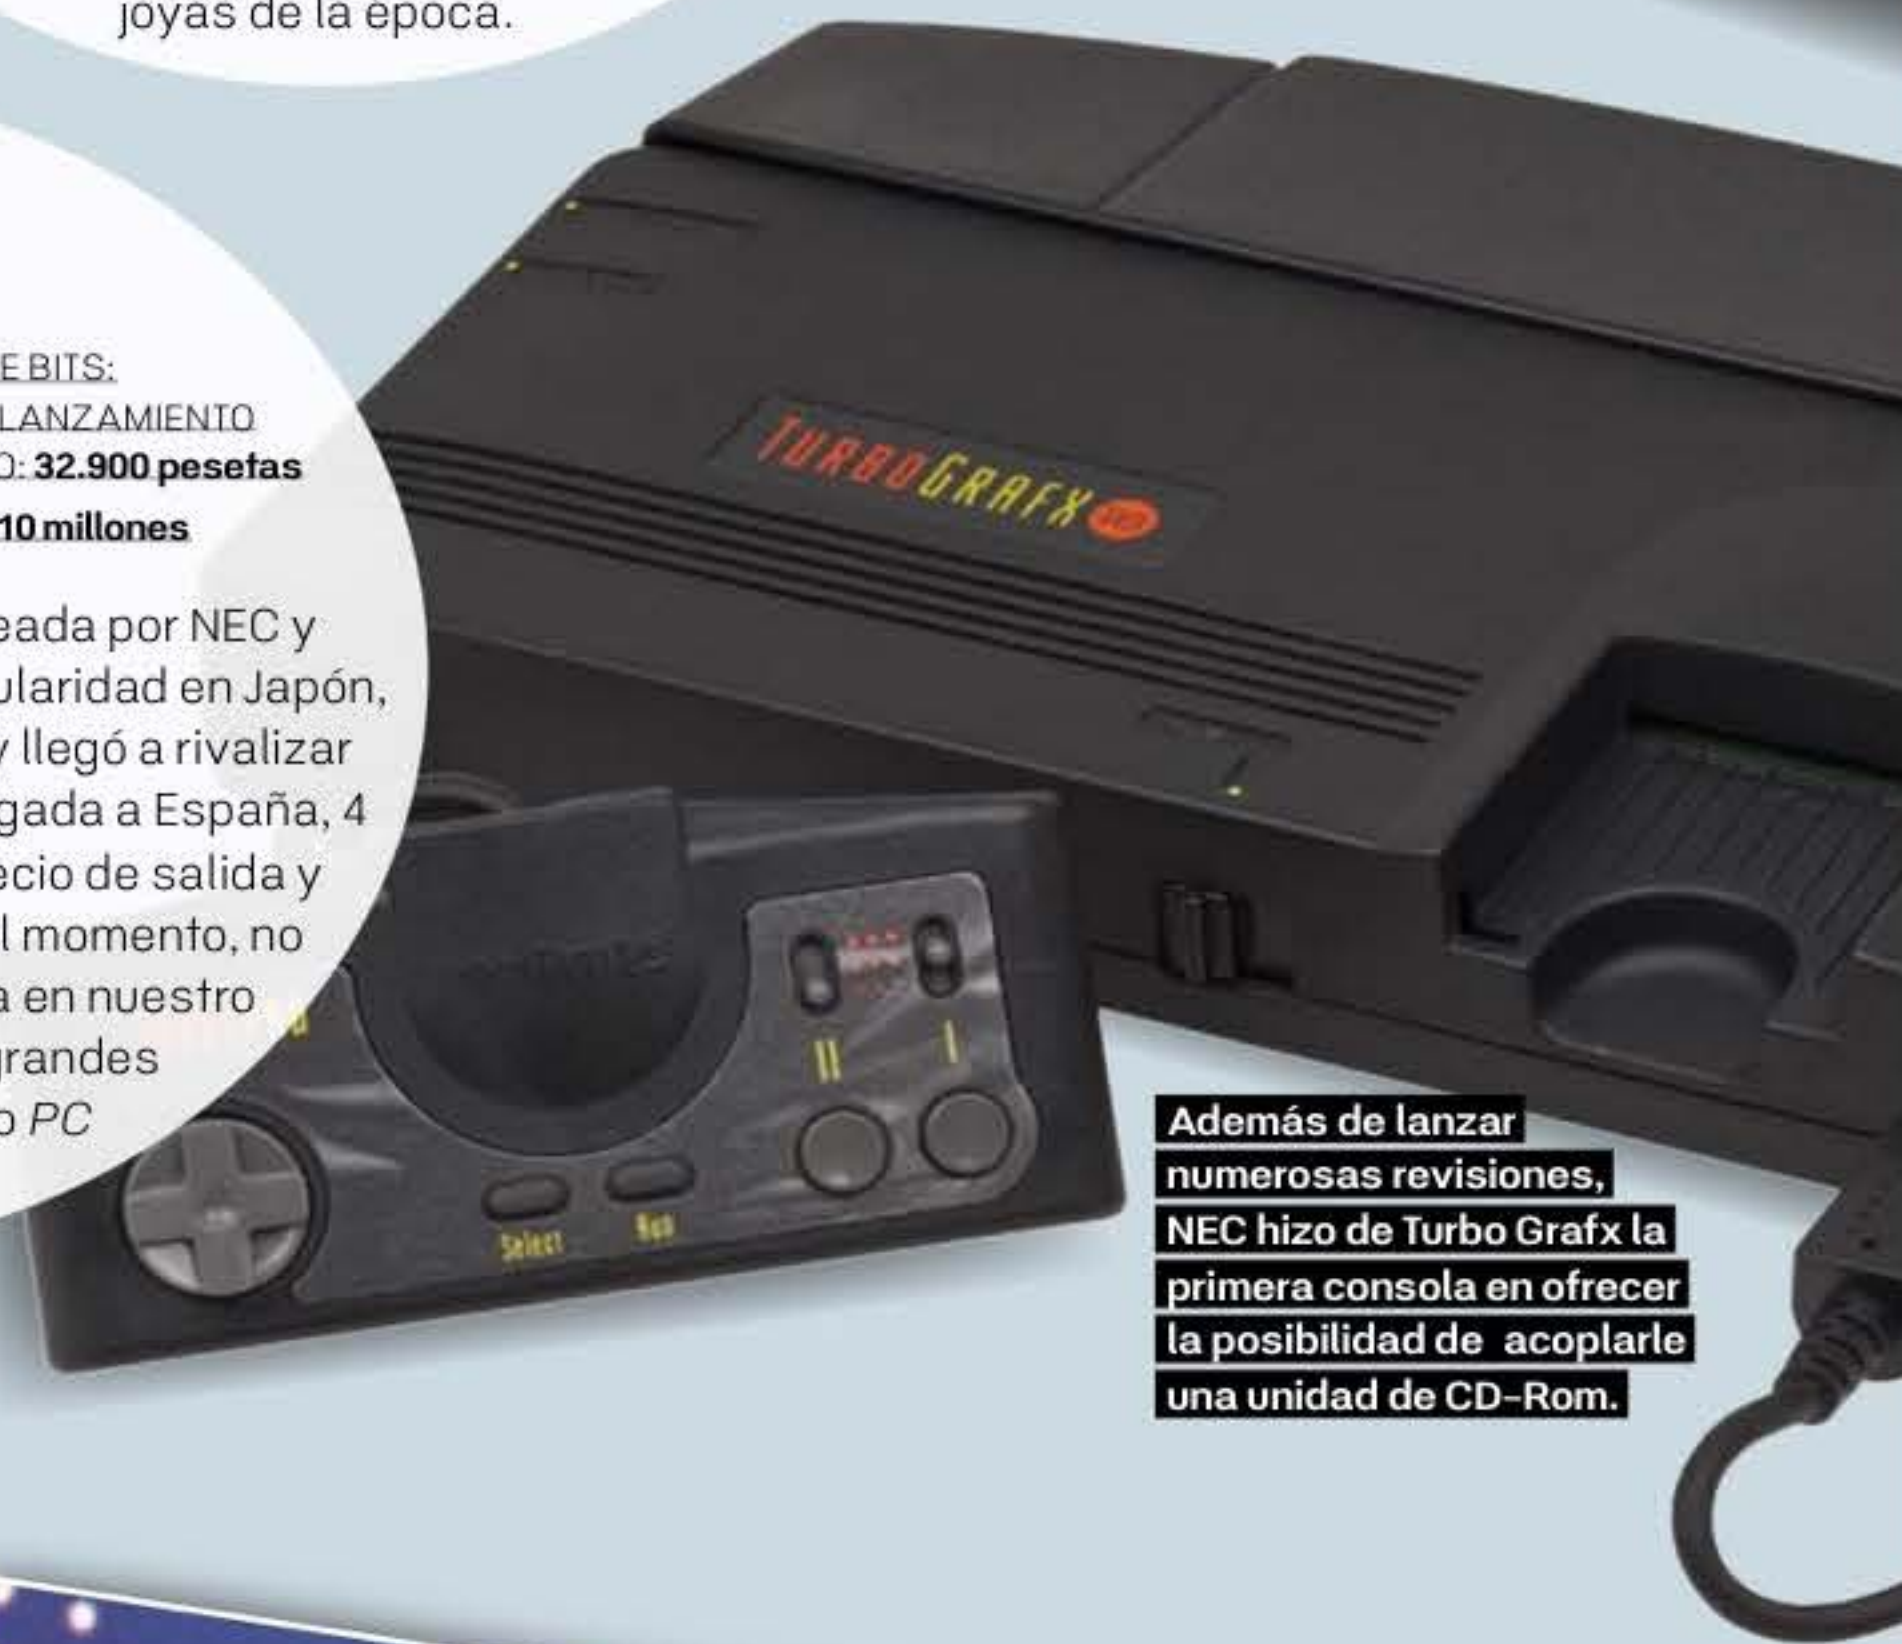 joyas de la época.
E BITS:
LANZAMIENTO
O: 32.900 pesetas
10 millones
eada por NEC y
ularidad en Japón,
y llegó a rivalizar
gada a España, 4
ecio de salida y
l momento, no
a en nuestro
grandes
o PC
TURBOGRAFX
II I
Select Run
Además de lanzar
numerosas revisiones,
NEC hizo de Turbo Grafx la
primera consola en ofrecer
la posibilidad de acoplarle
una unidad de CD-Rom.